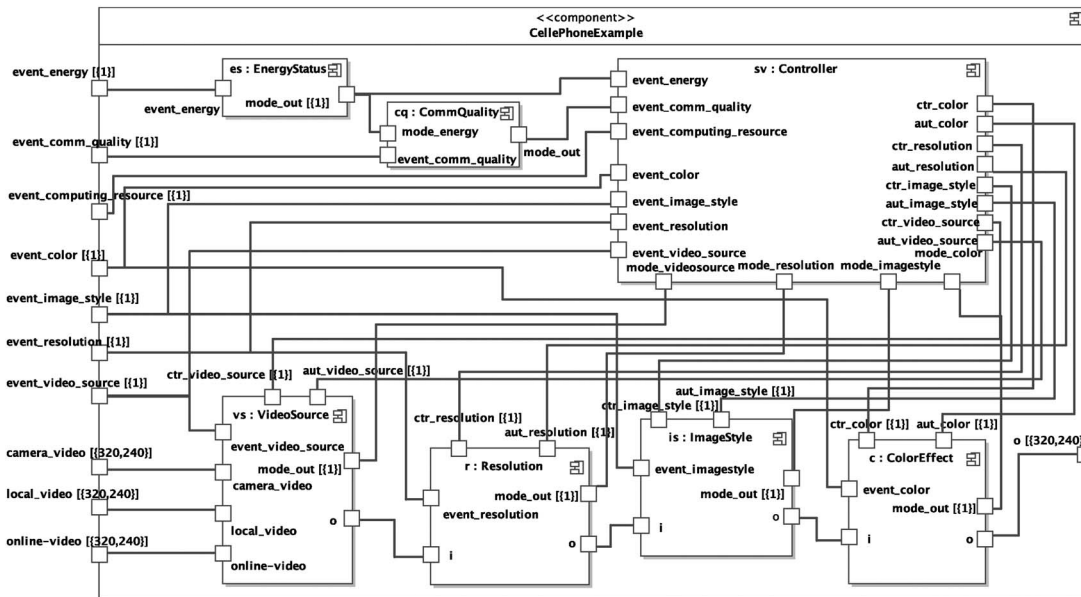 <<component>>
CellePhoneExample
event_energy [{1}]
es : EnergyStatus
event_energy
mode_out [{1}]
cq : CommQuality
mode_energy
event_comm_quality
mode_out
sv : Controller
event_energy
event_comm_quality
event_computing_resource
event_color
event_image_style
event_resolution
event_video_source
ctr_color
aut_color
ctr_resolution
aut_resolution
ctr_image_style
aut_image_style
ctr_video_source
aut_video_source
mode_color
mode_videosource
mode_resolution
mode_imagestyle
event_comm_quality [{1}]
event_computing_resource [{1}]
event_color [{1}]
event_image_style [{1}]
event_resolution [{1}]
event_video_source [{1}]
camera_video [{320,240}]
local_video [{320,240}]
online-video [{320,240}]
ctr_video_source [{1}]
aut_video_source [{1}]
vs : VideoSource
event_video_source
mode_out [{1}]
camera_video
o
local_video
online-video
ctr_resolution [{1}]
aut_resolution [{1}]
r : Resolution
mode_out [{1}]
event_resolution
o
i
ctr_image_style [{1}]
aut_image_style [{1}]
is : ImageStyle
event_imagestyle
mode_out [{1}]
o
i
ctr_color [{1}]
aut_color [{1}]
c : ColorEffect
event_color
mode_out [{1}]
i
o
o [{320,240}]